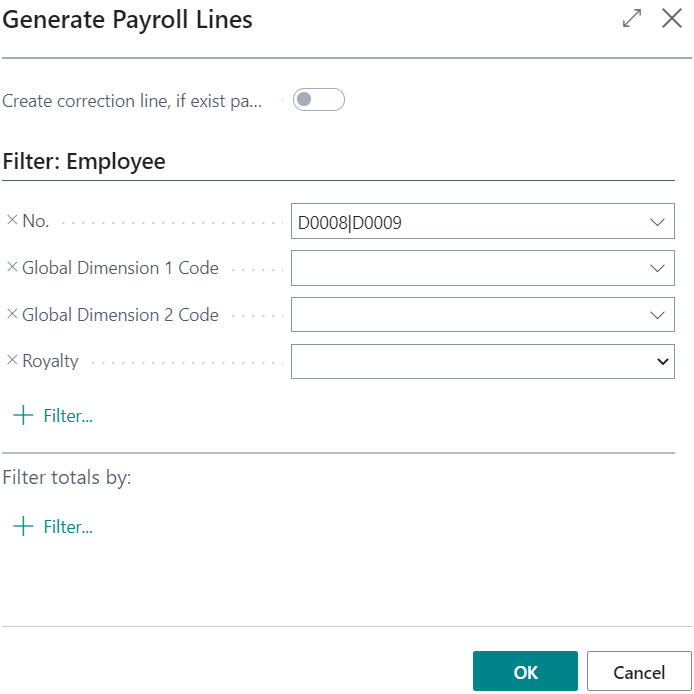 Generate Payroll Lines
Create correction line, if exist pa...
Filter: Employee
No.
D0008|D0009
Global Dimension 1 Code
Global Dimension 2 Code
Royalty
Filter...
Filter totals by:
Filter...
OK Cancel